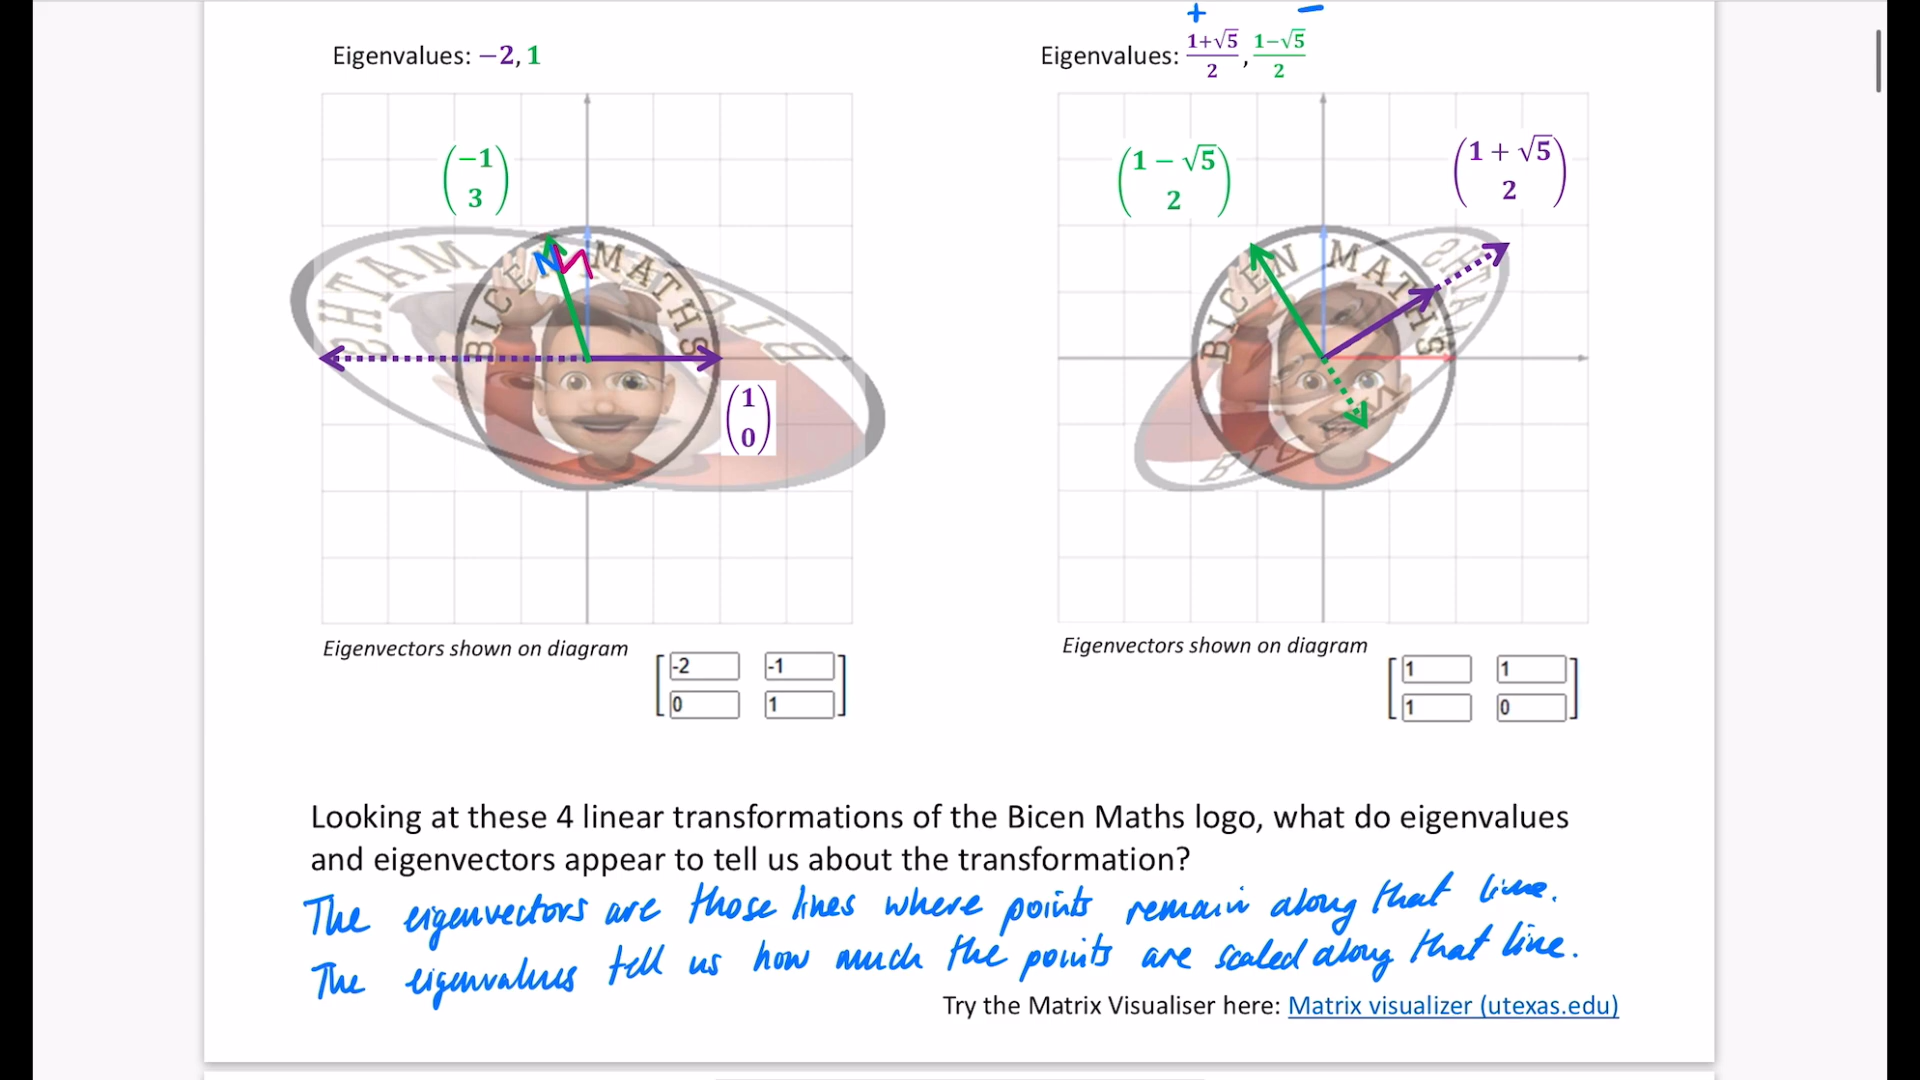 + −
Eigenvalues: −2, 1
Eigenvalues: (1+√5)/2, (1−√5)/2
(−1
3)
(1 − √5
2)
(1 + √5
2)
BICEN MATHS
BICEN MATHS
N M
(1
0)
Eigenvectors shown on diagram
[-2 -1
0 1]
Eigenvectors shown on diagram
[1 1
1 0]
Looking at these 4 linear transformations of the Bicen Maths logo, what do eigenvalues
and eigenvectors appear to tell us about the transformation?
The eigenvectors are those lines where points remain along that line.
The eigenvalues tell us how much the points are scaled along that line.
Try the Matrix Visualiser here: Matrix visualizer (utexas.edu)